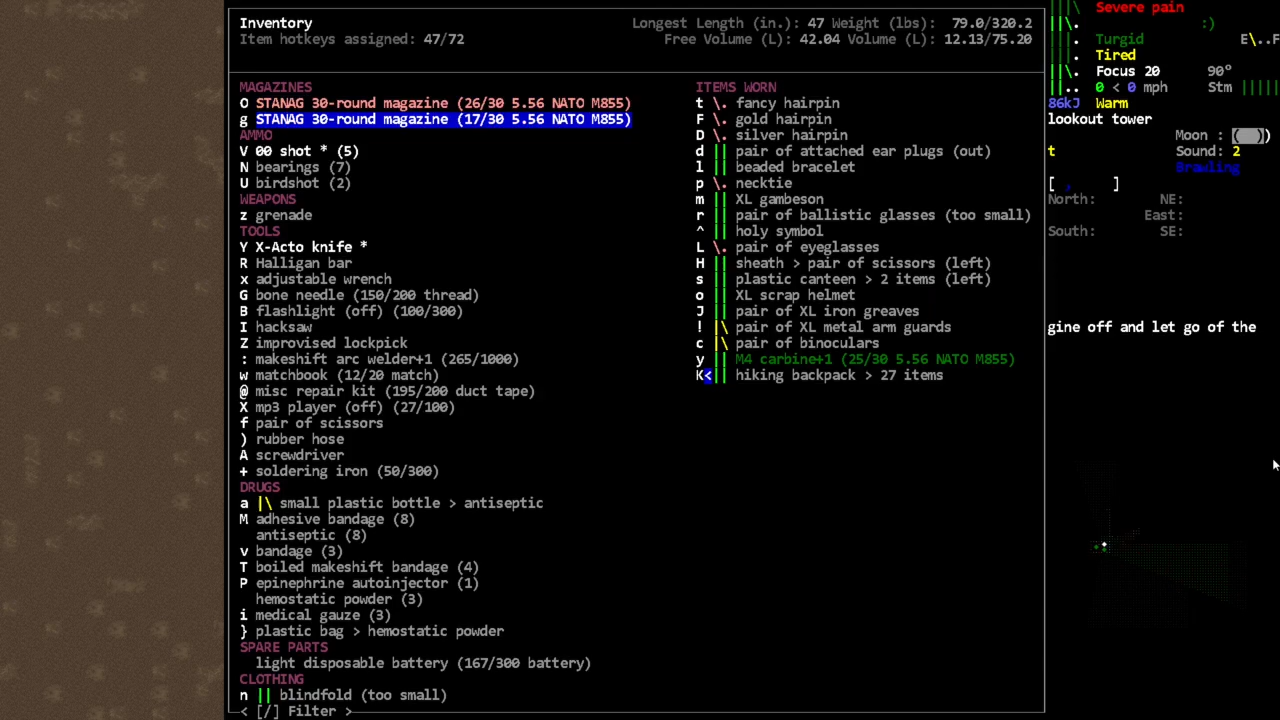 Inventory
Longest Length (in.): 47 Weight (lbs): 79.0/320.2
Item hotkeys assigned: 47/72
Free Volume (L): 42.04 Volume (L): 12.13/75.20
MAGAZINES
O STANAG 30-round magazine (26/30 5.56 NATO M855)
g STANAG 30-round magazine (17/30 5.56 NATO M855)
AMMO
V 00 shot * (5)
N bearings (7)
U birdshot (2)
WEAPONS
z grenade
TOOLS
Y X-Acto knife *
R Halligan bar
x adjustable wrench
G bone needle (150/200 thread)
B flashlight (off) (100/300)
I hacksaw
Z improvised lockpick
: makeshift arc welder+1 (265/1000)
w matchbook (12/20 match)
@ misc repair kit (195/200 duct tape)
X mp3 player (off) (27/100)
f pair of scissors
) rubber hose
A screwdriver
+ soldering iron (50/300)
DRUGS
a |\ small plastic bottle > antiseptic
M adhesive bandage (8)
antiseptic (8)
v bandage (3)
T boiled makeshift bandage (4)
P epinephrine autoinjector (1)
hemostatic powder (3)
i medical gauze (3)
} plastic bag > hemostatic powder
SPARE PARTS
light disposable battery (167/300 battery)
CLOTHING
n || blindfold (too small)
< [/] Filter >
ITEMS WORN
t \. fancy hairpin
F \. gold hairpin
D \. silver hairpin
d || pair of attached ear plugs (out)
l || beaded bracelet
p \. necktie
m || XL gambeson
r || pair of ballistic glasses (too small)
^ || holy symbol
L \. pair of eyeglasses
H || sheath > pair of scissors (left)
s || plastic canteen > 2 items (left)
o || XL scrap helmet
J || pair of XL iron greaves
! |\ pair of XL metal arm guards
c |\ pair of binoculars
y || M4 carbine+1 (25/30 5.56 NATO M855)
K< || hiking backpack > 27 items
|||\ Severe pain
||\. :)
|||. Turgid E\..F
|||. Tired
||\. Focus 20 90°
||.. 0 < 0 mph Stm |||||
86kJ Warm
lookout tower
Moon : (   )
t Sound: 2
Brawling
[ , ]
North: NE:
East:
South: SE:
gine off and let go of the